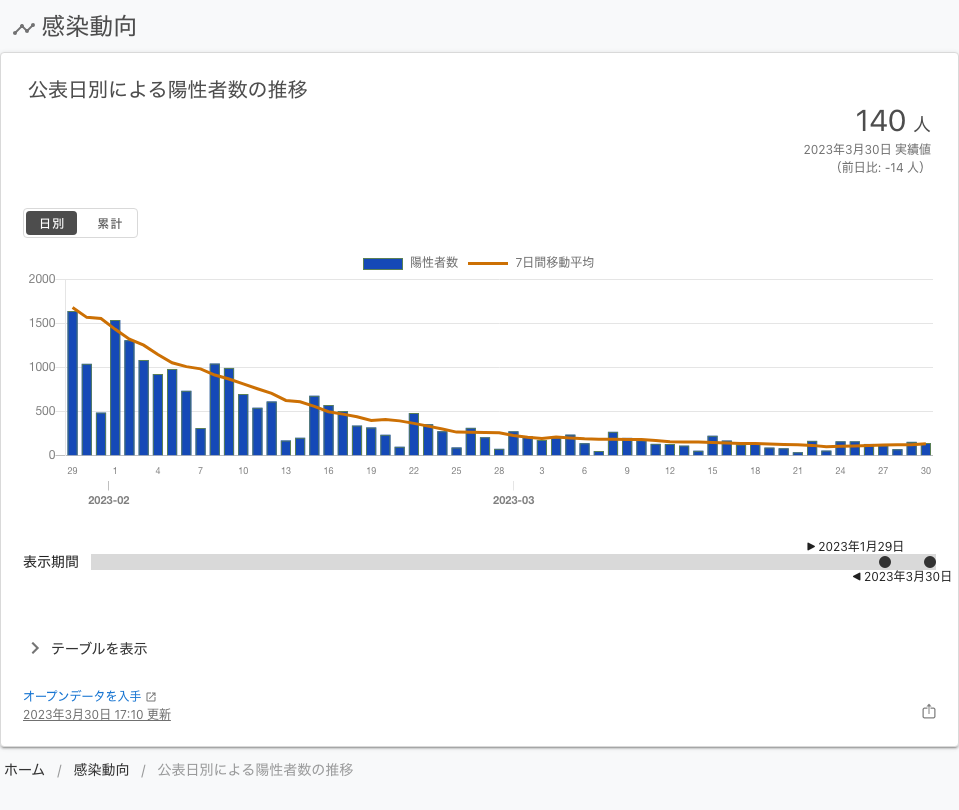 感染動向
公表日別による陽性者数の推移
140 人
2023年3月30日 実績値
（前日比: -14 人）
日別 累計
陽性者数 7日間移動平均
2000
1500
1000
500
0
29 1 4 7 10 13 16 19 22 25 28 3 6 9 12 15 18 21 24 27 30
2023-02 2023-03
2023年1月29日
表示期間
2023年3月30日
テーブルを表示
オープンデータを入手
2023年3月30日 17:10 更新
ホーム / 感染動向 / 公表日別による陽性者数の推移